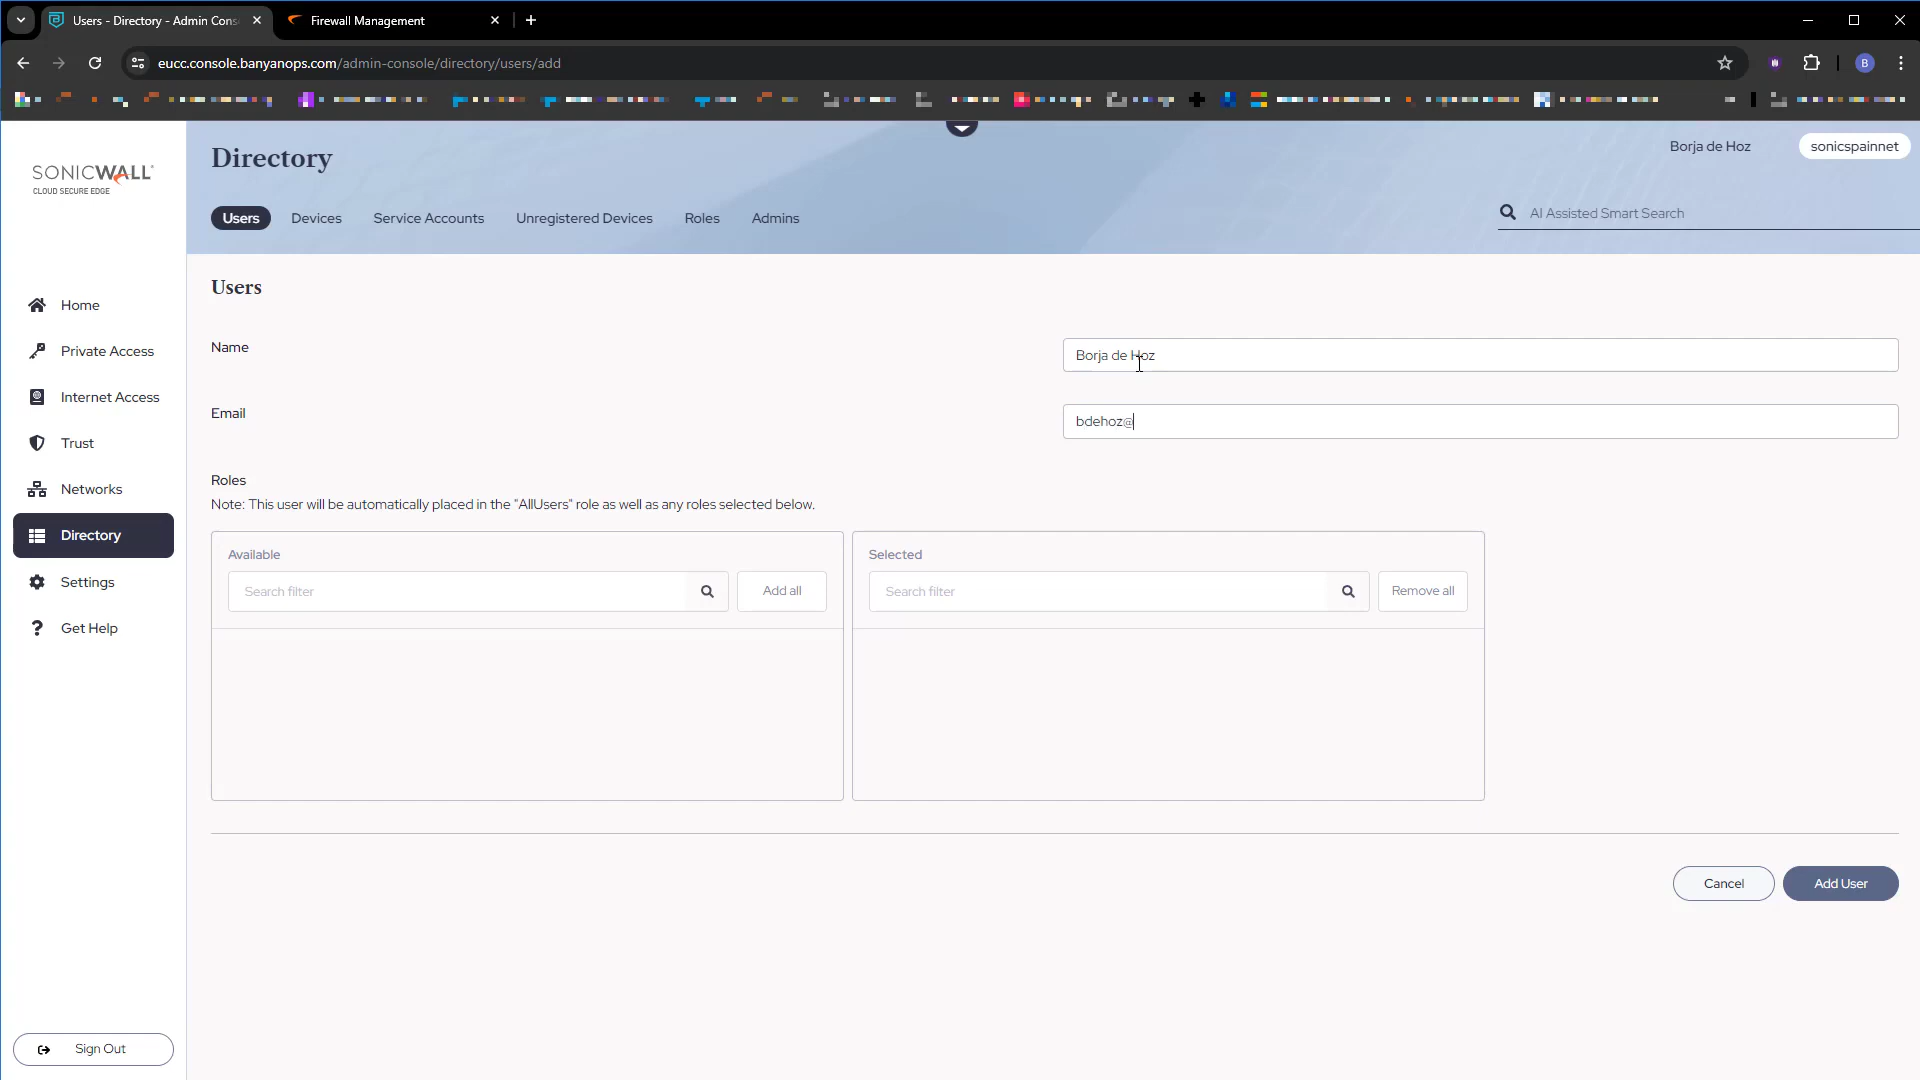 Users - Directory - Admin Cons
Firewall Management
eucc.console.banyanops.com/admin-console/directory/users/add
B
SONICWALL
CLOUD SECURE EDGE
Directory
Borja de Hoz
sonicspainnet
Users
Devices
Service Accounts
Unregistered Devices
Roles
Admins
AI Assisted Smart Search
Home
Private Access
Internet Access
Trust
Networks
Directory
Settings
Get Help
Sign Out
Users
Name
Borja de Hoz
Email
bdehoz@
Roles
Note: This user will be automatically placed in the "AllUsers" role as well as any roles selected below.
Available
Search filter
Add all
Selected
Search filter
Remove all
Cancel
Add User